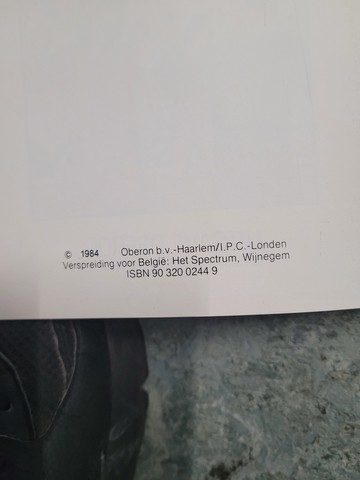 © 1984 Oberon b.v.-Haarlem/I.P.C.-Londen
Verspreiding voor België: Het Spectrum, Wijnegem
ISBN 90 320 0244 9